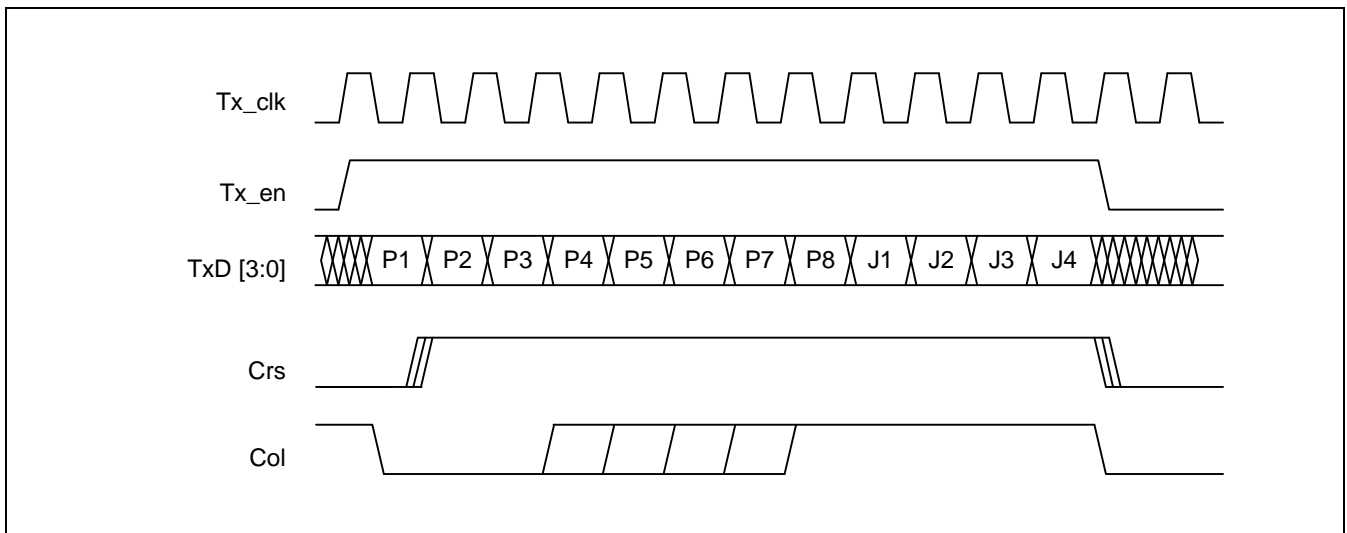 Tx_clk
Tx_en
TxD [3:0]
P1 P2 P3 P4 P5 P6 P7 P8 J1 J2 J3 J4
Crs
Col